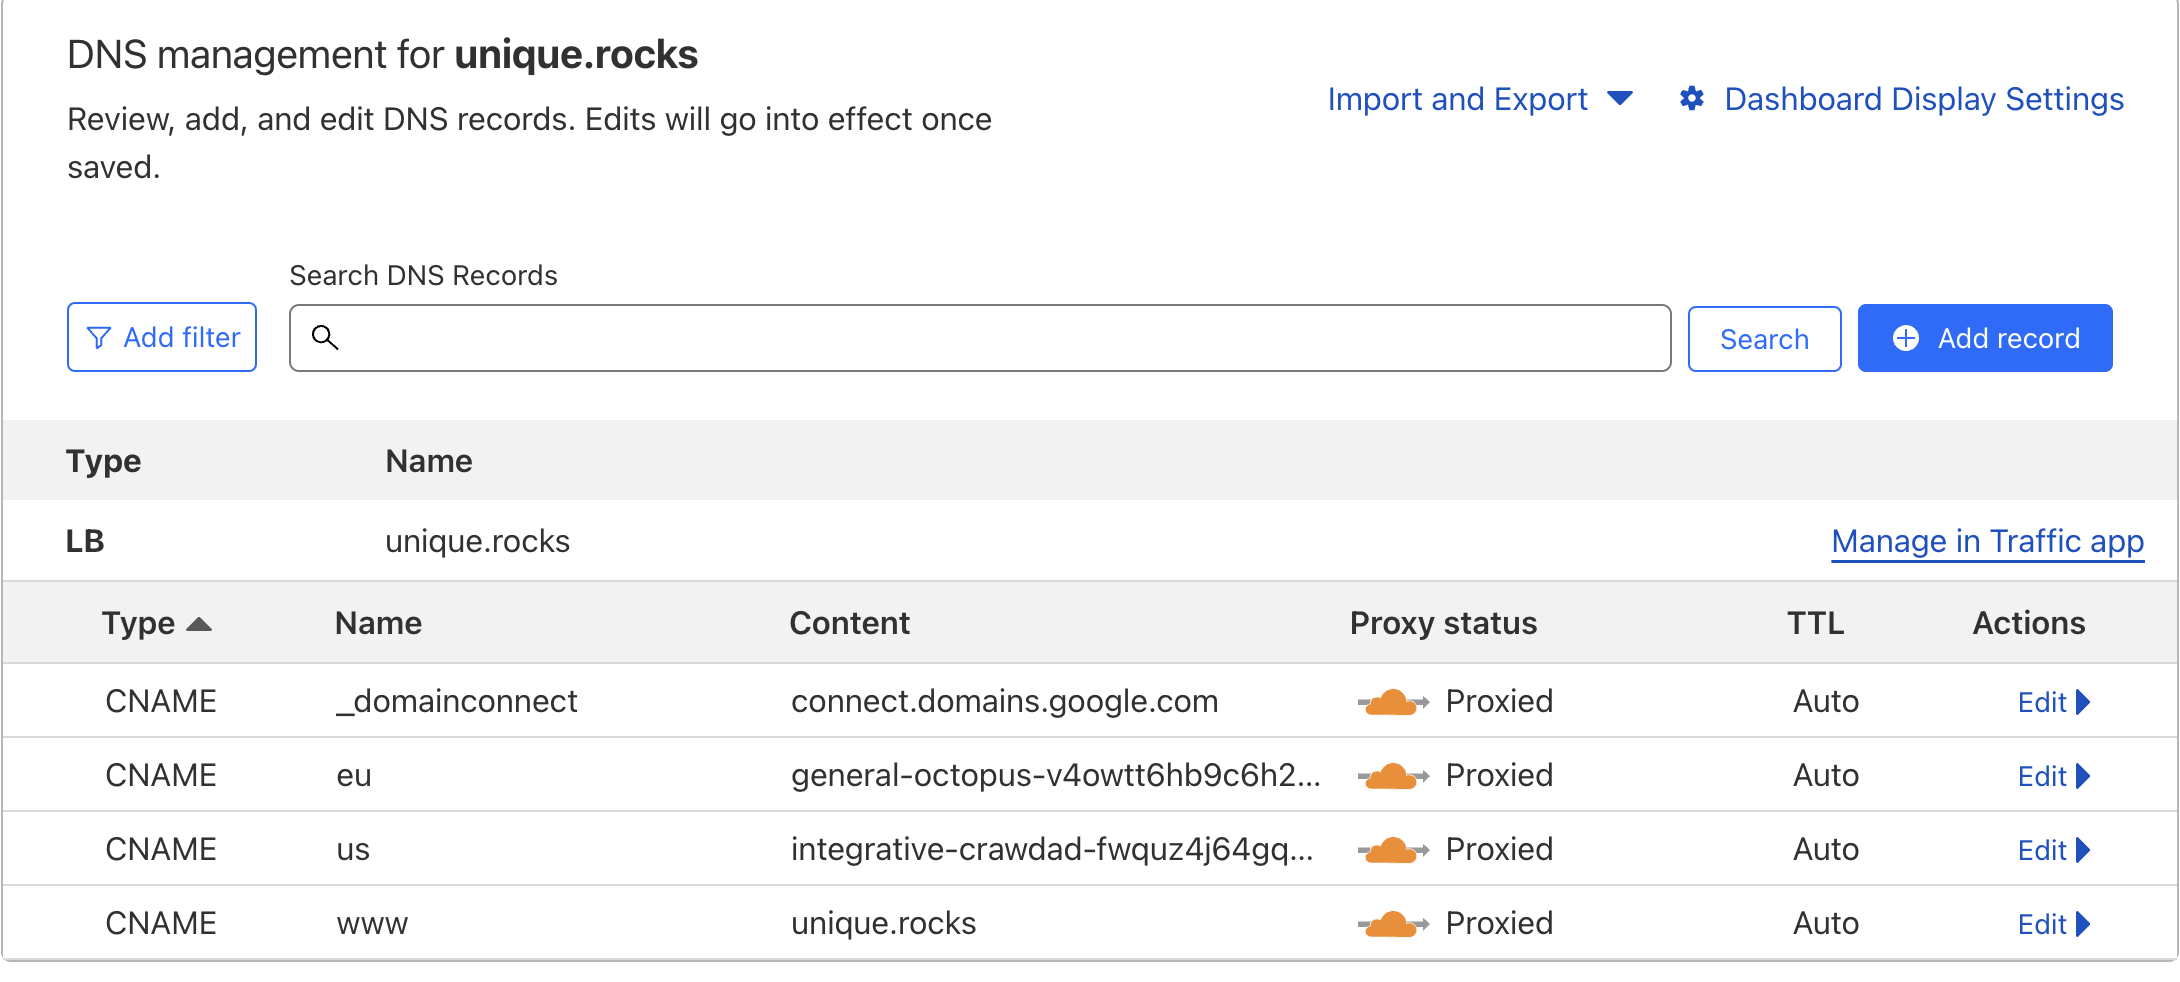 DNS management for unique.rocks
Review, add, and edit DNS records. Edits will go into effect once
saved.
Import and Export
Dashboard Display Settings
Search DNS Records
Add filter
Search
Add record
Type Name
LB unique.rocks Manage in Traffic app
Type Name Content Proxy status TTL Actions
CNAME _domainconnect connect.domains.google.com Proxied Auto Edit
CNAME eu general-octopus-v4owtt6hb9c6h2... Proxied Auto Edit
CNAME us integrative-crawdad-fwquz4j64gq... Proxied Auto Edit
CNAME www unique.rocks Proxied Auto Edit